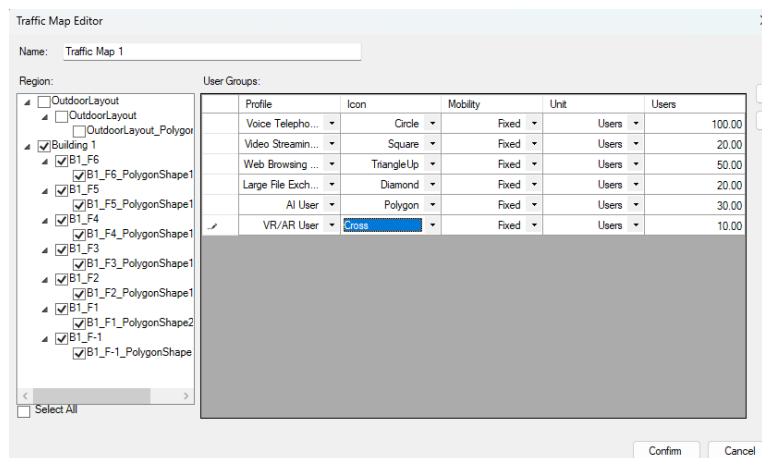 Traffic Map Editor
Name: Traffic Map 1
Region:
User Groups:
OutdoorLayout
OutdoorLayout
OutdoorLayout_Polygor
Building 1
B1_F6
B1_F6_PolygonShape1
B1_F5
B1_F5_PolygonShape1
B1_F4
B1_F4_PolygonShape1
B1_F3
B1_F3_PolygonShape1
B1_F2
B1_F2_PolygonShape1
B1_F1
B1_F1_PolygonShape2
B1_F-1
B1_F-1_PolygonShape
Select All
Profile Icon Mobility Unit Users
Voice Telepho... Circle Fixed Users 100.00
Video Streamin... Square Fixed Users 20.00
Web Browsing ... TriangleUp Fixed Users 50.00
Large File Exch... Diamond Fixed Users 20.00
AI User Polygon Fixed Users 30.00
VR/AR User Cross Fixed Users 10.00
Confirm Cancel